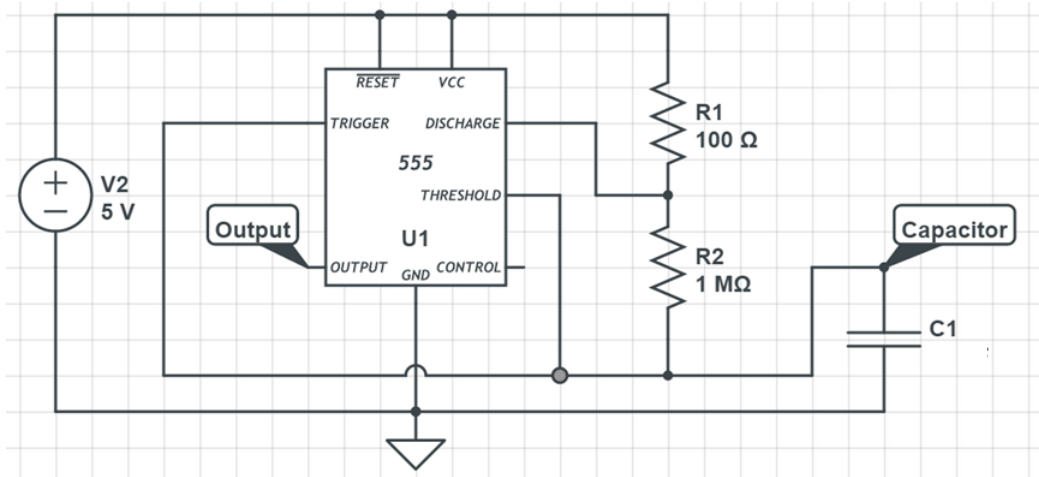 RESET
VCC
TRIGGER
DISCHARGE
R1
100 Ω
555
V2
5 V
THRESHOLD
Output
Capacitor
U1
R2
1 MΩ
OUTPUT
GND
CONTROL
C1